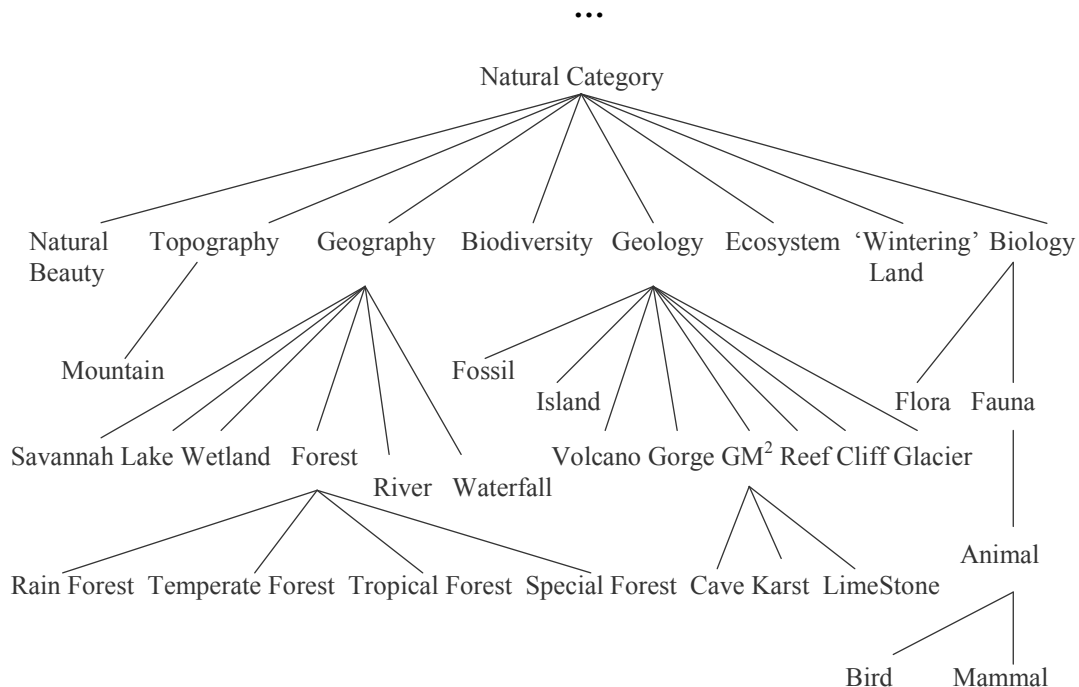 ...
Natural Category
Natural Beauty Topography Geography Biodiversity Geology Ecosystem ‘Wintering’ Land Biology
Mountain Fossil
Island Flora Fauna
Savannah Lake Wetland Forest Volcano Gorge GM² Reef Cliff Glacier
River Waterfall
Animal
Rain Forest Temperate Forest Tropical Forest Special Forest Cave Karst LimeStone
Bird Mammal